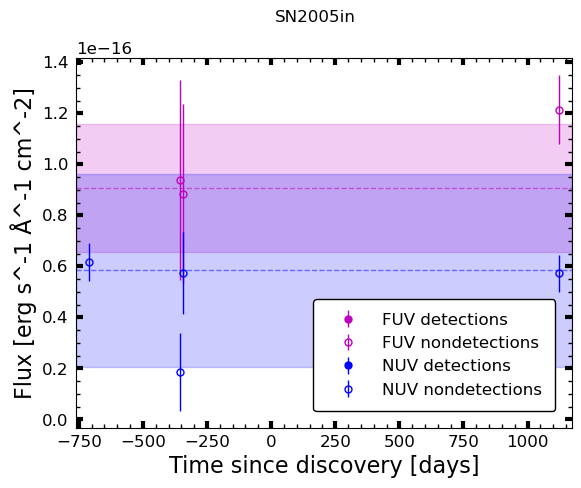 SN2005in
1e−16
1.4
1.2
1.0
0.8
0.6
0.4
0.2
0.0
Flux [erg s^-1 Å^-1 cm^-2]
FUV detections
FUV nondetections
NUV detections
NUV nondetections
−750 −500 −250 0 250 500 750 1000
Time since discovery [days]